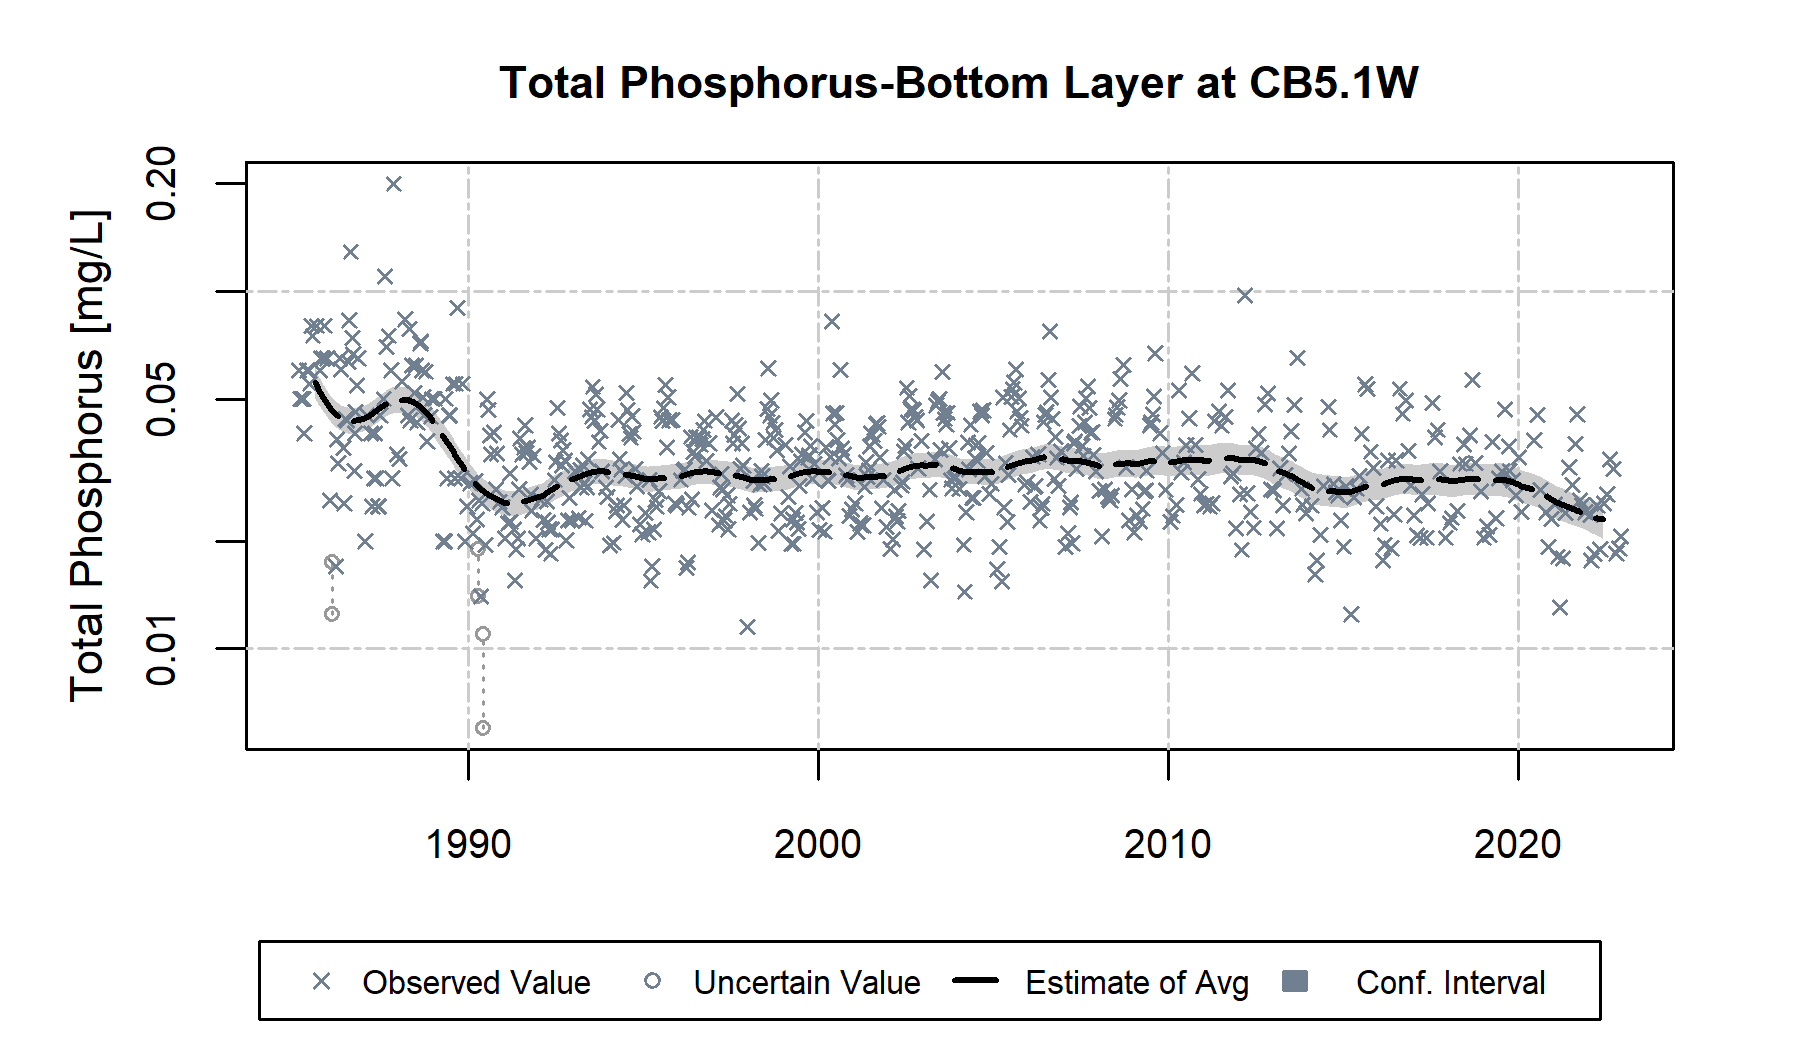 Total Phosphorus-Bottom Layer at CB5.1W
Total Phosphorus [mg/L]
0.20
0.05
0.01
1990 2000 2010 2020
Observed Value Uncertain Value Estimate of Avg Conf. Interval